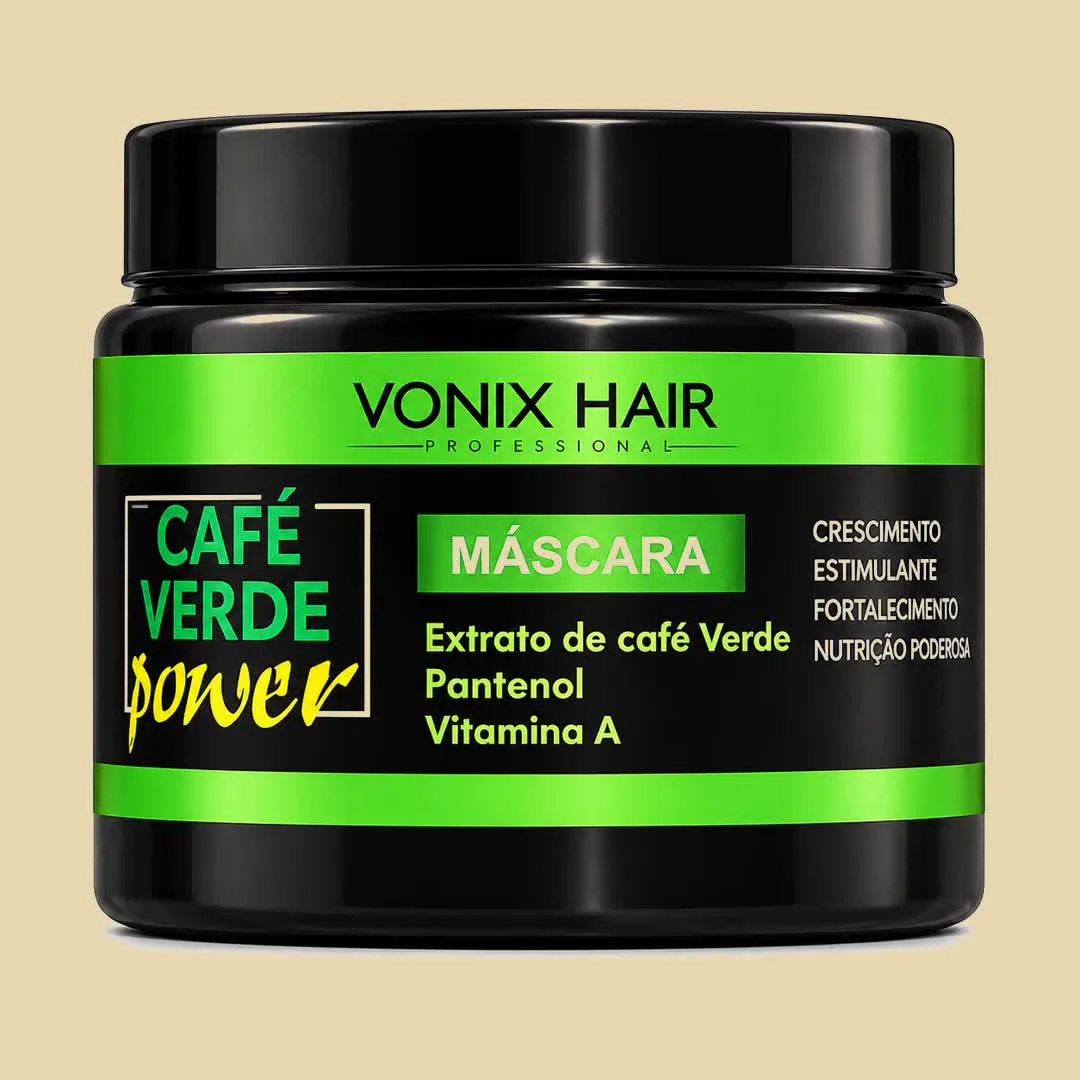 VONIX HAIR
PROFESSIONAL
CAFÉ
VERDE
power
MÁSCARA
Extrato de café Verde
Pantenol
Vitamina A
CRESCIMENTO
ESTIMULANTE
FORTALECIMENTO
NUTRIÇÃO PODEROSA